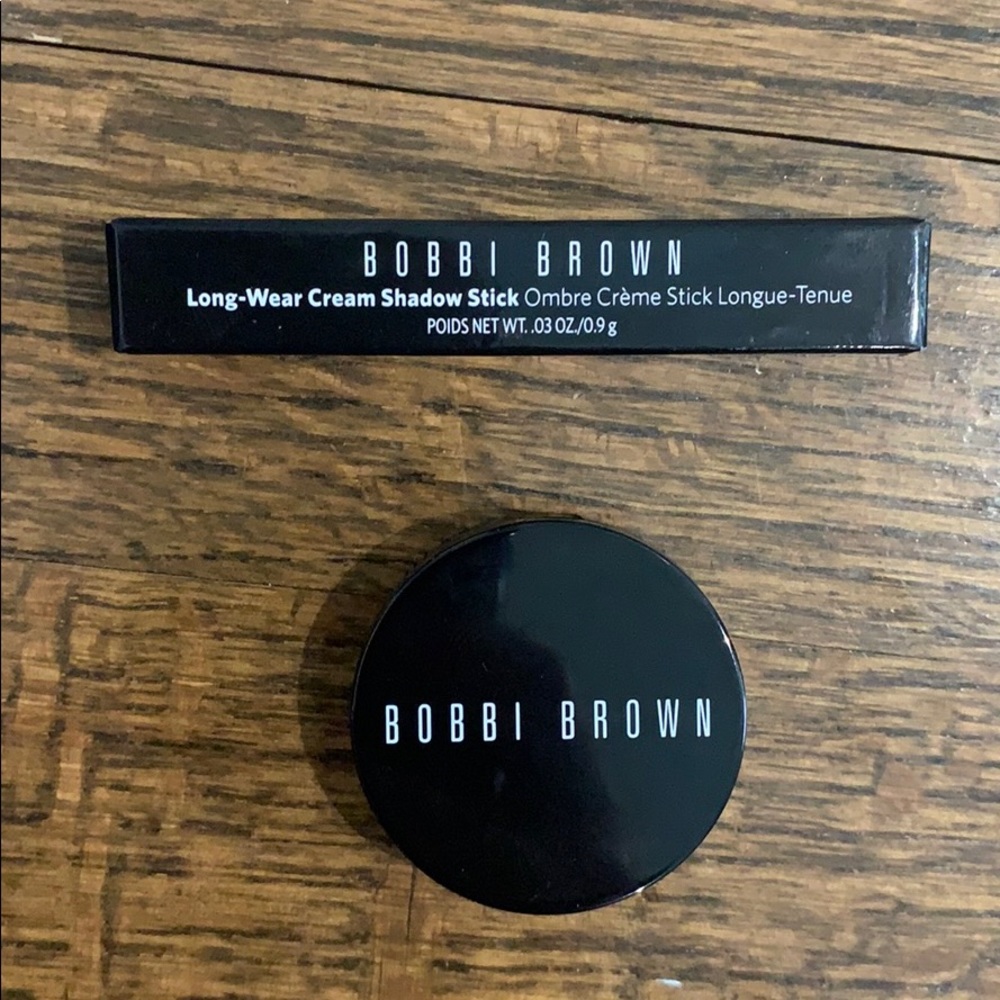 BOBBI BROWN
Long-Wear Cream Shadow Stick Ombre Crème Stick Longue-Tenue
POIDS NET WT. .03 OZ./0.9 g
BOBBI BROWN